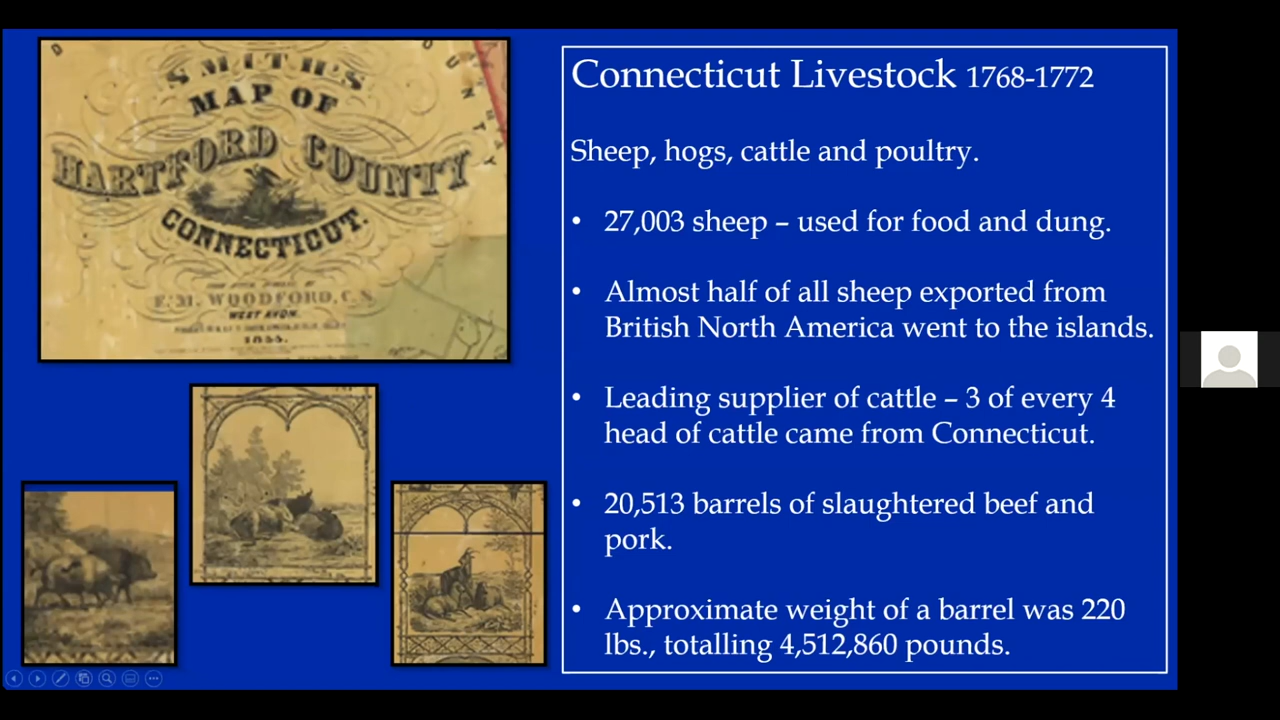 SMITH'S
MAP OF
HARTFORD COUNTY
CONNECTICUT.
E.M. WOODFORD, C.S.
WEST AVON.
Connecticut Livestock 1768-1772
Sheep, hogs, cattle and poultry.
• 27,003 sheep – used for food and dung.
• Almost half of all sheep exported from
British North America went to the islands.
• Leading supplier of cattle – 3 of every 4
head of cattle came from Connecticut.
• 20,513 barrels of slaughtered beef and
pork.
• Approximate weight of a barrel was 220
lbs., totalling 4,512,860 pounds.